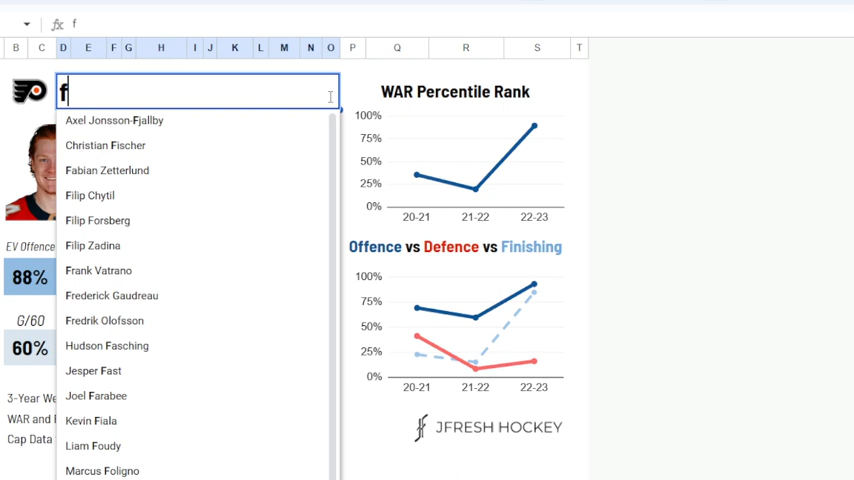 fx f
B C D E F G H I J K L M N O P Q R S T
f
Axel Jonsson-Fjallby
Christian Fischer
Fabian Zetterlund
Filip Chytil
Filip Forsberg
Filip Zadina
Frank Vatrano
Frederick Gaudreau
Fredrik Olofsson
Hudson Fasching
Jesper Fast
Joel Farabee
Kevin Fiala
Liam Foudy
Marcus Foligno
EV Offence
88%
G/60
60%
3-Year We
WAR and
Cap Data
WAR Percentile Rank
100%
75%
50%
25%
0%
20-21 21-22 22-23
Offence vs Defence vs Finishing
100%
75%
50%
25%
0%
20-21 21-22 22-23
JFRESH HOCKEY